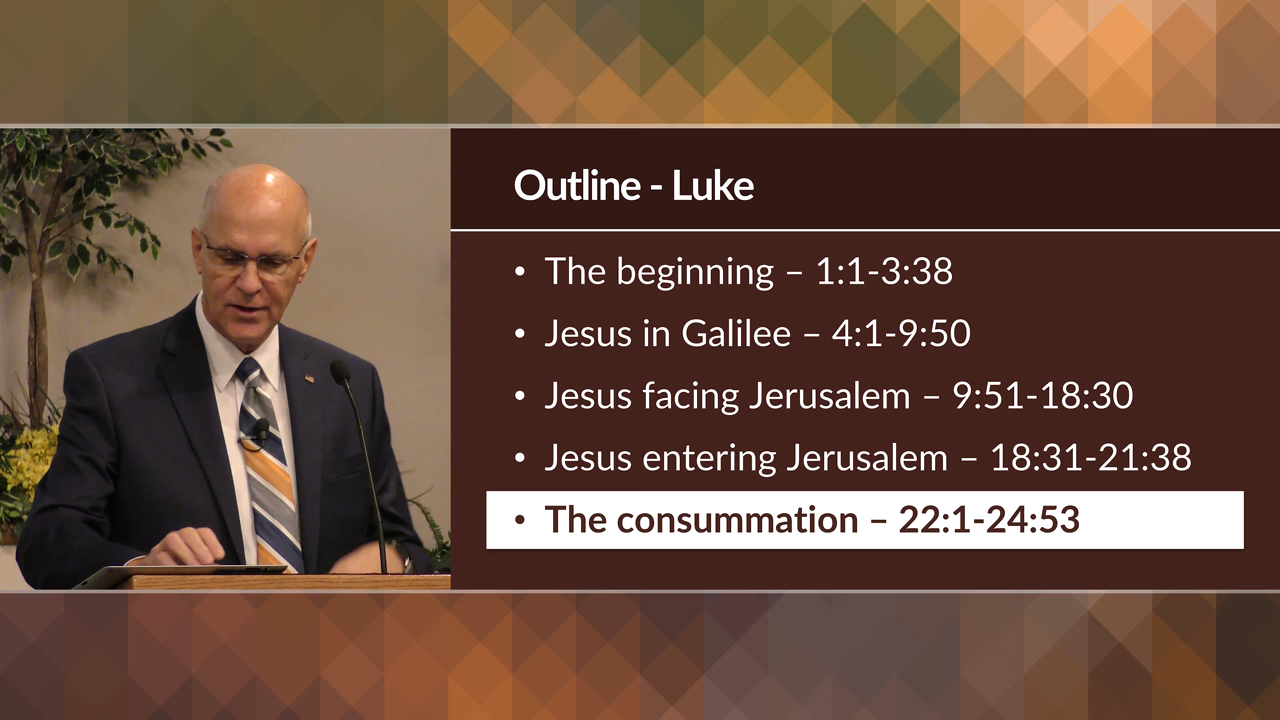 Outline - Luke
• The beginning – 1:1-3:38
• Jesus in Galilee – 4:1-9:50
• Jesus facing Jerusalem – 9:51-18:30
• Jesus entering Jerusalem – 18:31-21:38
• The consummation – 22:1-24:53